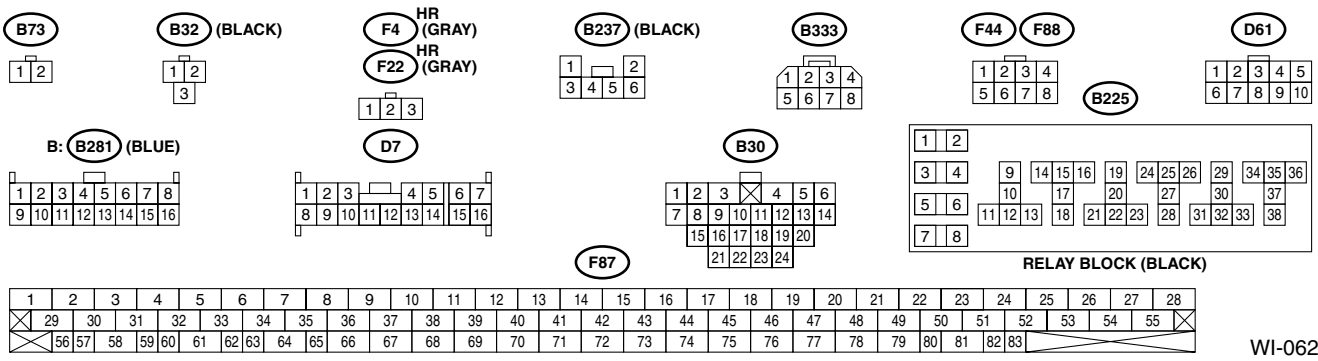 B73 B32 (BLACK) F4 HR (GRAY) B237 (BLACK) B333 F44 F88 D61
F22 HR (GRAY)
1 2
1 2
3
1 2 3
1 2
3 4 5 6
1 2 3 4
5 6 7 8
1 2 3 4
5 6 7 8
1 2 3 4 5
6 7 8 9 10
B: B281 (BLUE) D7 B30 B225
1 2 3 4 5 6 7 8
9 10 11 12 13 14 15 16
1 2 3 4 5 6 7
8 9 10 11 12 13 14 15 16
1 2 3 4 5 6
7 8 9 10 11 12 13 14
15 16 17 18 19 20
21 22 23 24
1 2
3 4 9 14 15 16 19 24 25 26 29 34 35 36
10 17 20 27 30 37
5 6 11 12 13 18 21 22 23 28 31 32 33 38
7 8
RELAY BLOCK (BLACK)
F87
1 2 3 4 5 6 7 8 9 10 11 12 13 14 15 16 17 18 19 20 21 22 23 24 25 26 27 28
29 30 31 32 33 34 35 36 37 38 39 40 41 42 43 44 45 46 47 48 49 50 51 52 53 54 55
56 57 58 59 60 61 62 63 64 65 66 67 68 69 70 71 72 73 74 75 76 77 78 79 80 81 82 83
WI-062